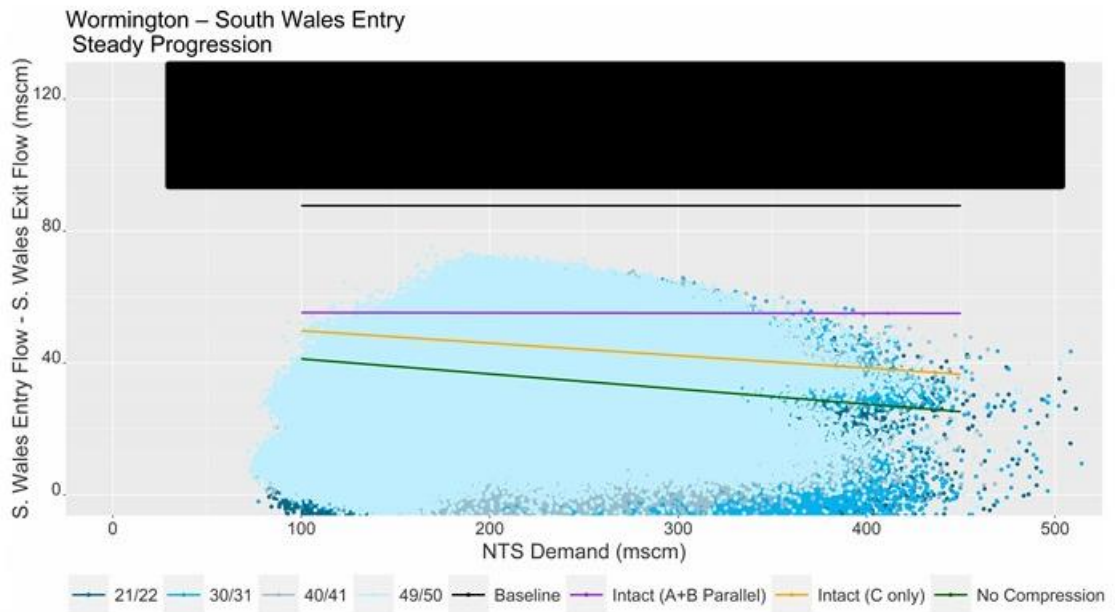 Wormington – South Wales Entry
Steady Progression
S. Wales Entry Flow - S. Wales Exit Flow (mscm)
120
80
40
0
0 100 200 300 400 500
NTS Demand (mscm)
21/22 30/31 40/41 49/50 Baseline Intact (A+B Parallel) Intact (C only) No Compression